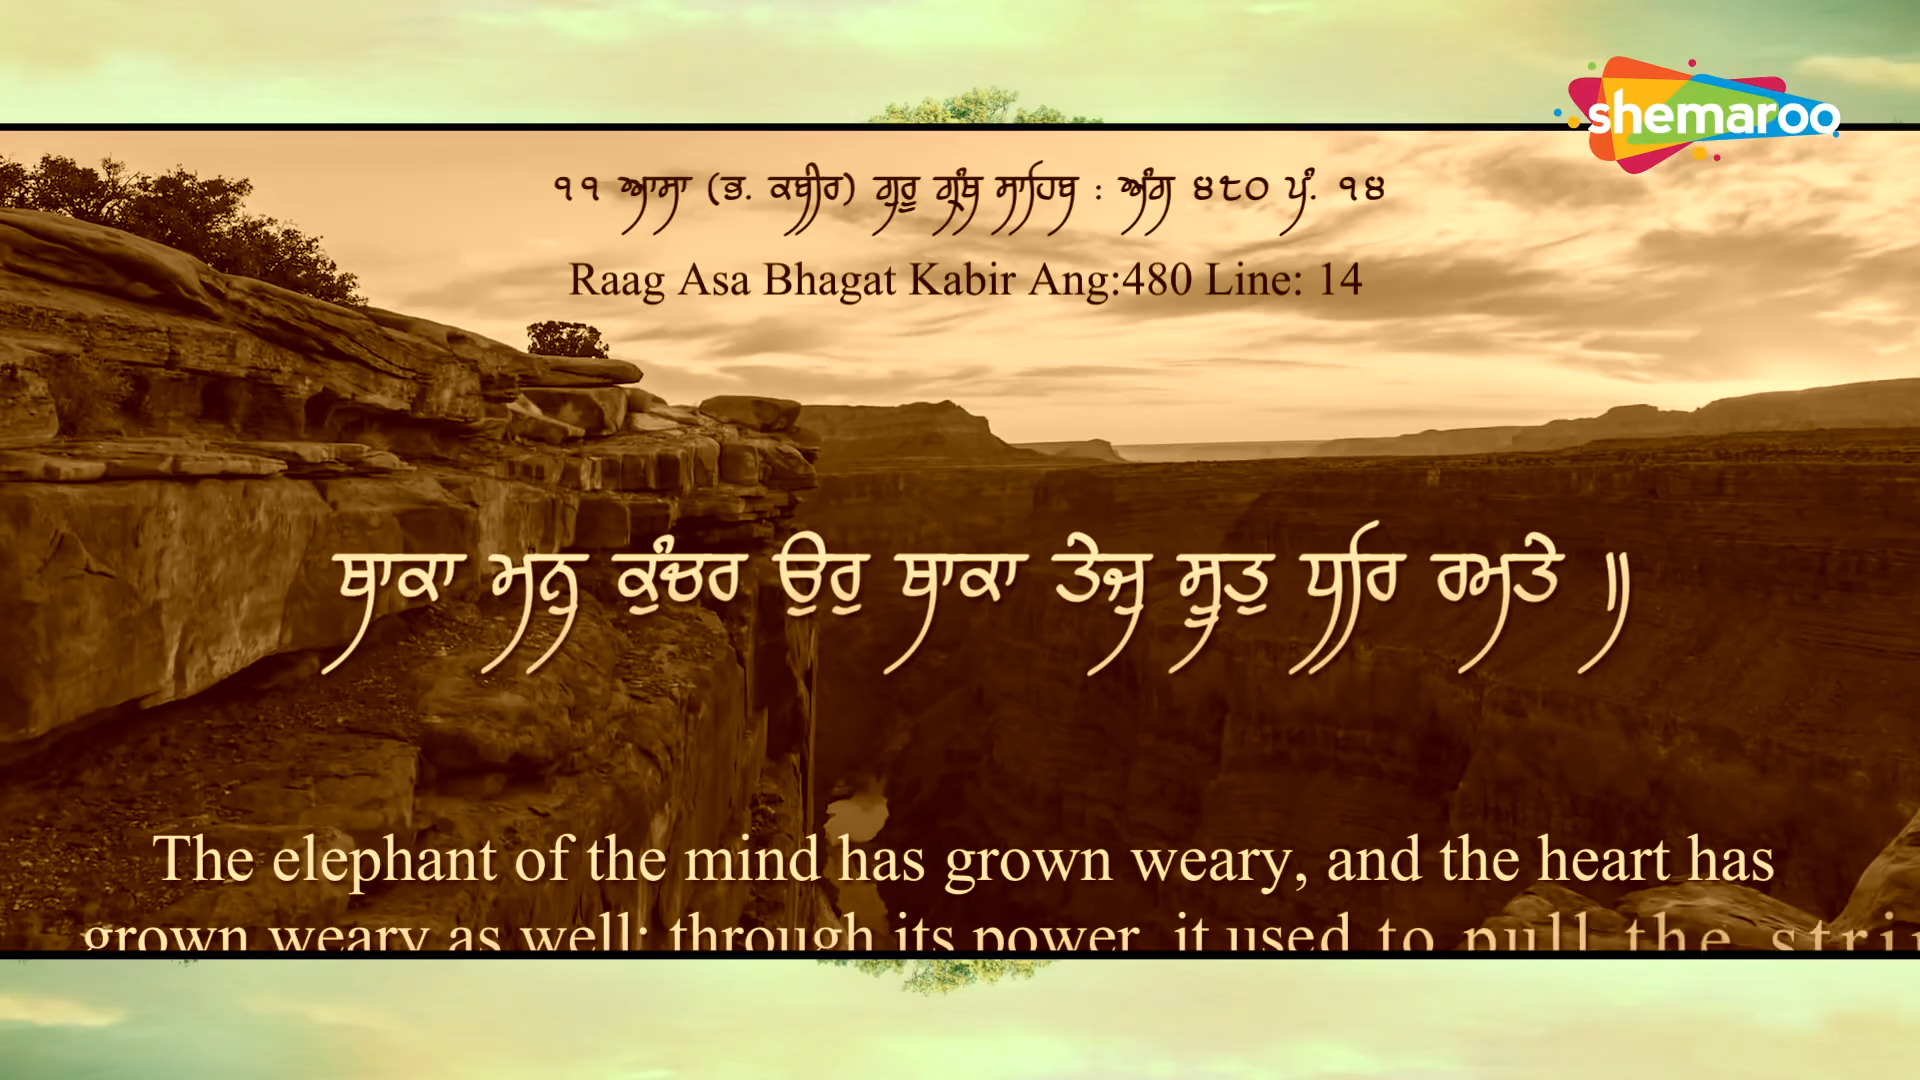 shemaroo
੧੧ ਆਸਾ (ਭ. ਕਬੀਰ) ਗੁਰੂ ਗ੍ਰੰਥ ਸਾਹਿਬ : ਅੰਗ ੪੮੦ ਪੰ. ੧੪
Raag Asa Bhagat Kabir Ang:480 Line: 14
ਥਾਕਾ ਮਨੁ ਕੁੰਚਰ ਉਰੁ ਥਾਕਾ ਤੇਜੁ ਸੂਤੁ ਧਰਿ ਰਮਤੇ ॥
The elephant of the mind has grown weary, and the heart has
grown weary as well; through its power, it used to pull the